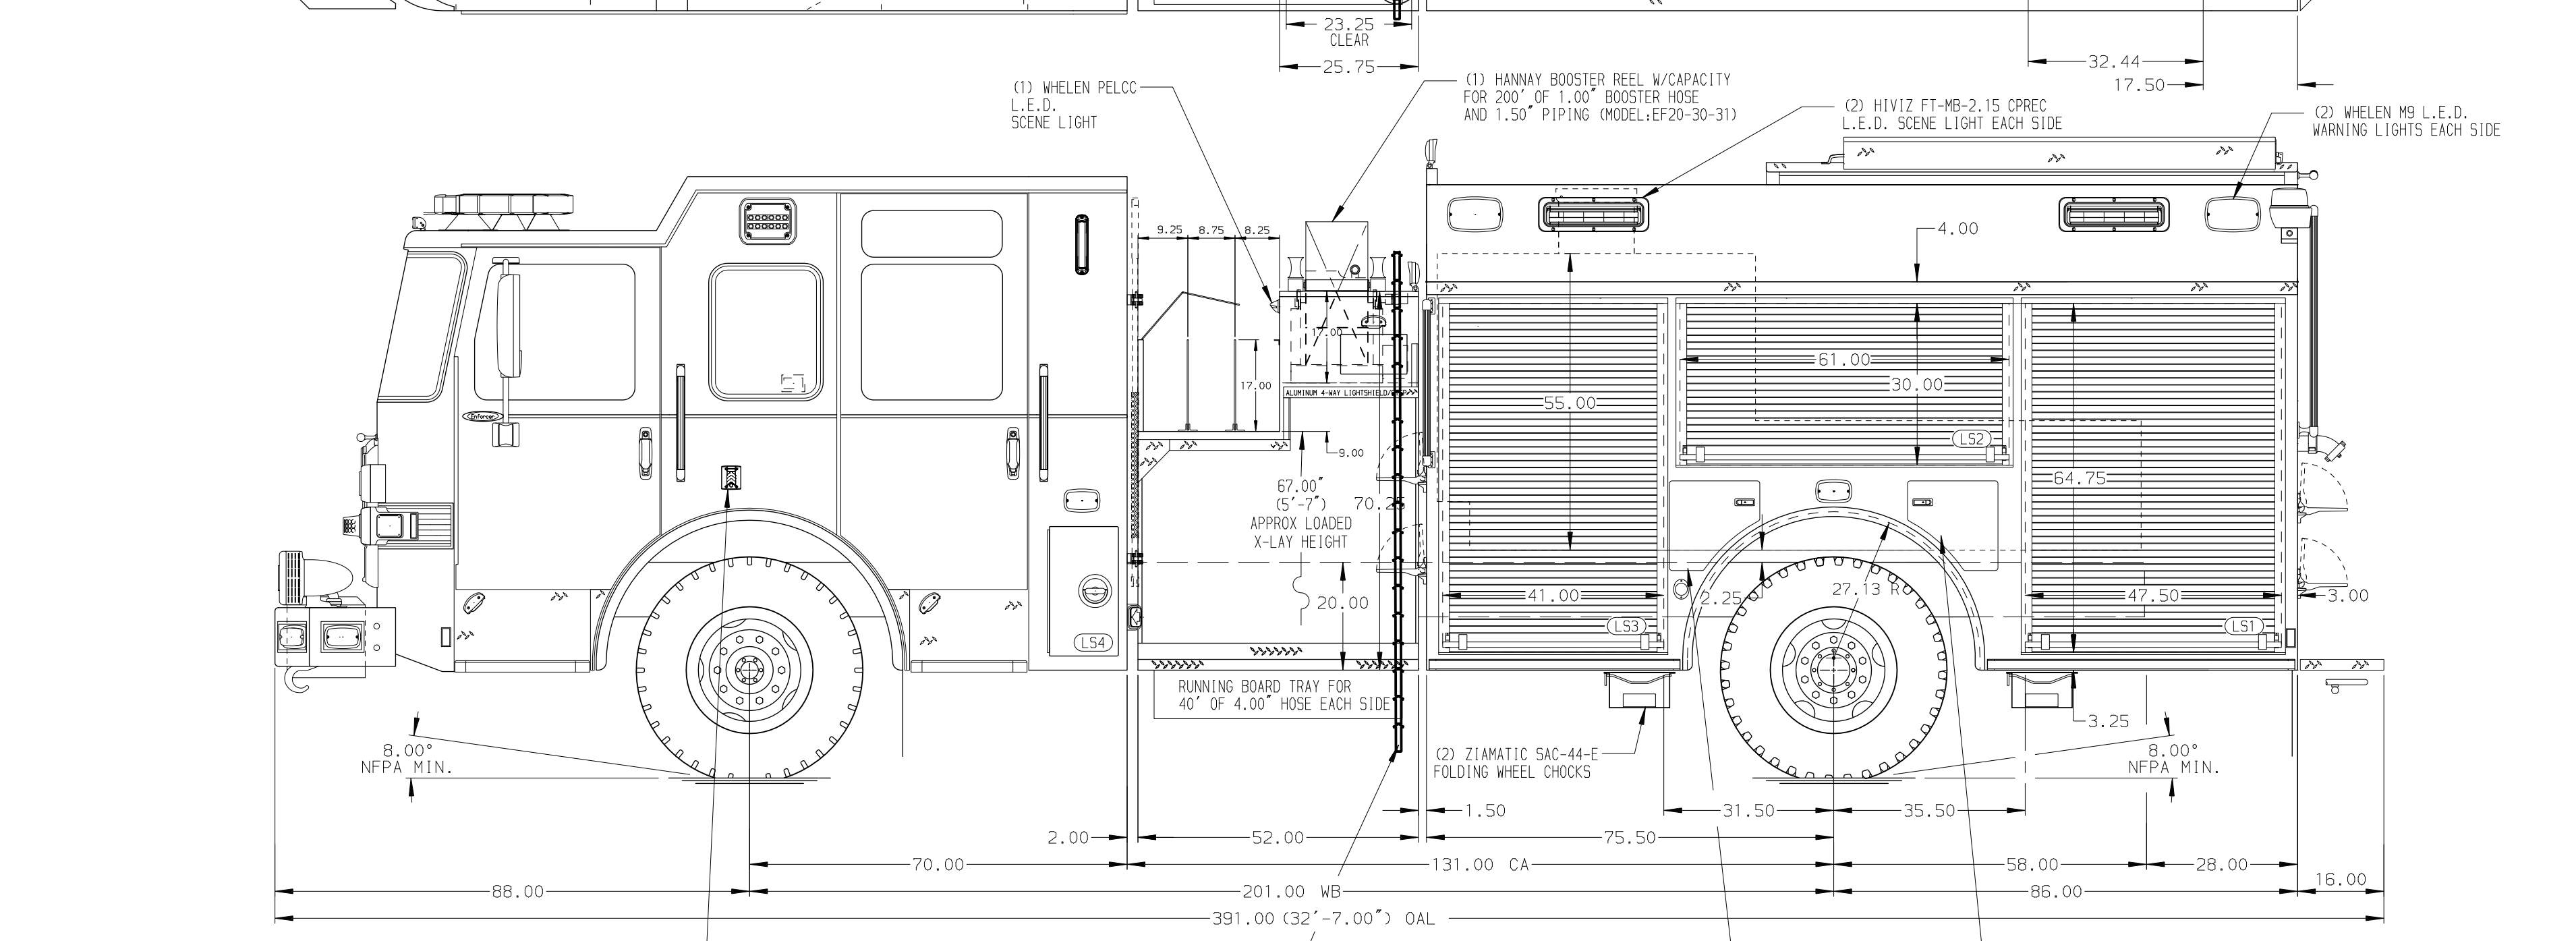 23.25
CLEAR
25.75
32.44
17.50
(1) WHELEN PELCC
L.E.D.
SCENE LIGHT
(1) HANNAY BOOSTER REEL W/CAPACITY
FOR 200' OF 1.00" BOOSTER HOSE
AND 1.50" PIPING (MODEL:EF20-30-31)
(2) HIVIZ FT-MB-2.15 CPREC
L.E.D. SCENE LIGHT EACH SIDE
(2) WHELEN M9 L.E.D.
WARNING LIGHTS EACH SIDE
9.25
8.75
8.25
4.00
17.00
17.00
61.00
30.00
ALUMINUM 4-WAY LIGHTSHIELD/
55.00
Enforcer
LS2
9.00
64.75
67.00"
(5'-7")
70.25
APPROX LOADED
X-LAY HEIGHT
20.00
41.00
2.25
27.13 R
47.50
3.00
LS3
LS1
LS4
RUNNING BOARD TRAY FOR
40' OF 4.00" HOSE EACH SIDE
3.25
8.00°
NFPA MIN.
(2) ZIAMATIC SAC-44-E
FOLDING WHEEL CHOCKS
8.00°
NFPA MIN.
1.50
31.50
35.50
2.00
52.00
75.50
70.00
131.00 CA
58.00
28.00
88.00
201.00 WB
86.00
16.00
391.00 (32'-7.00") OAL